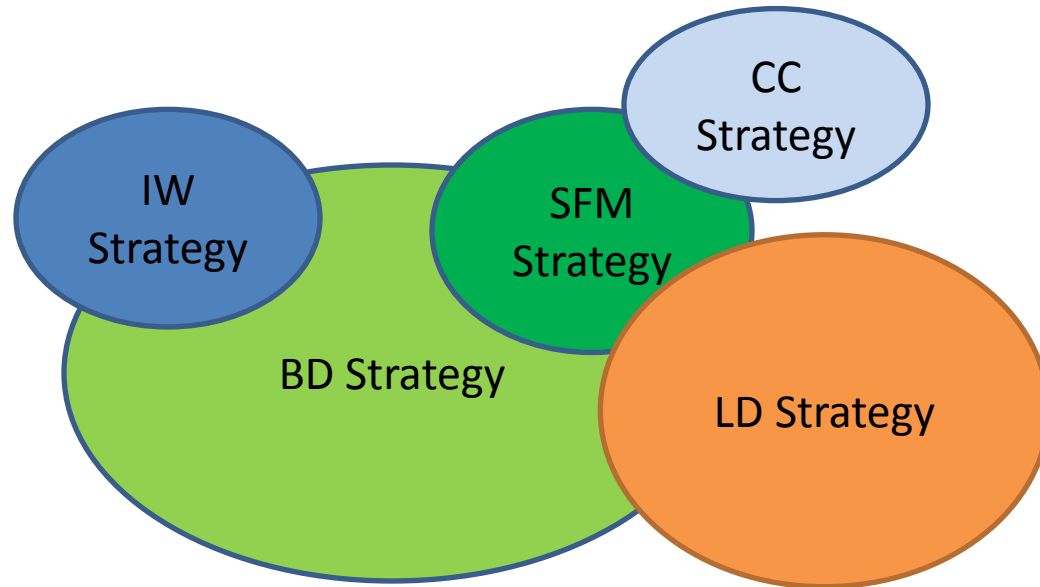 CC
Strategy
IW
Strategy
SFM
Strategy
BD Strategy
LD Strategy